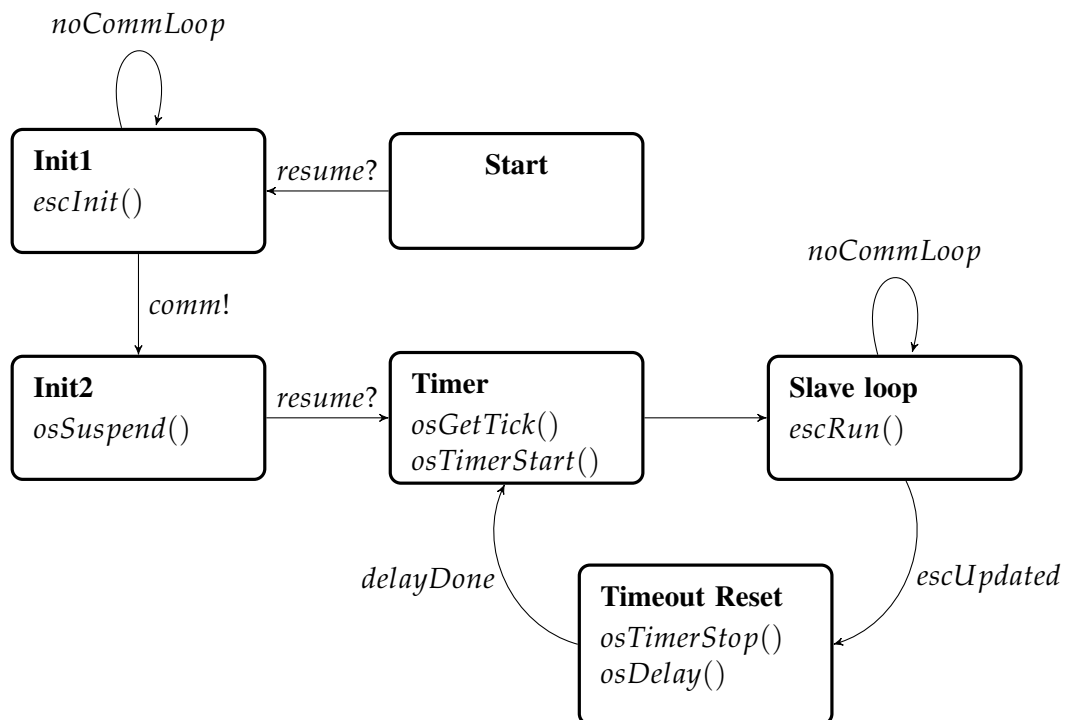 noCommLoop
Init1
escInit()
resume?
Start
comm!
noCommLoop
Init2
osSuspend()
resume?
Timer
osGetTick()
osTimerStart()
Slave loop
escRun()
delayDone
escUpdated
Timeout Reset
osTimerStop()
osDelay()